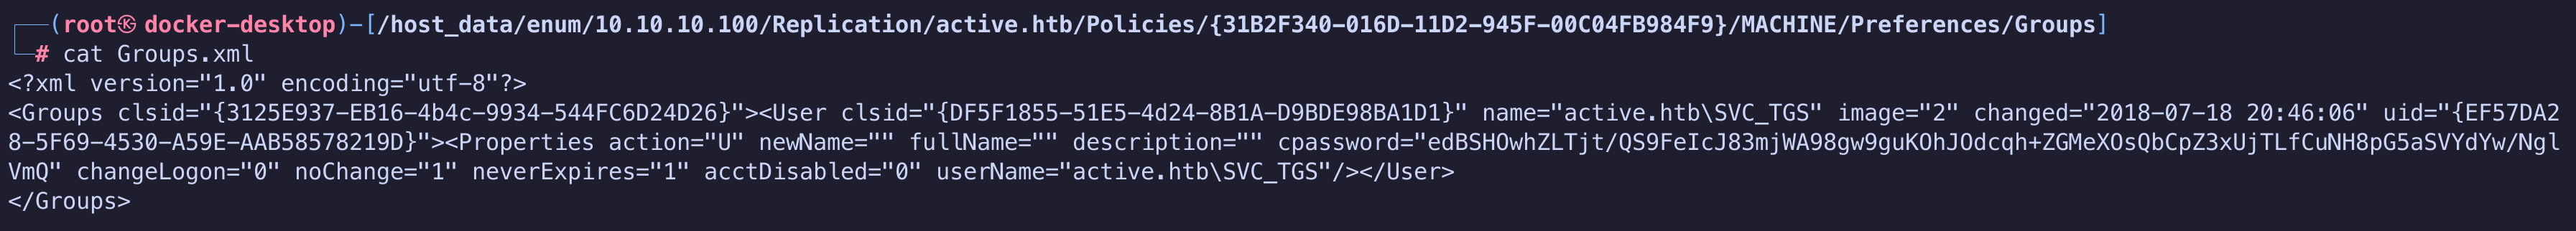 ┌──(root㉿ docker-desktop)-[/host_data/enum/10.10.10.100/Replication/active.htb/Policies/{31B2F340-016D-11D2-945F-00C04FB984F9}/MACHINE/Preferences/Groups]
└─# cat Groups.xml
<?xml version="1.0" encoding="utf-8"?>
<Groups clsid="{3125E937-EB16-4b4c-9934-544FC6D24D26}"><User clsid="{DF5F1855-51E5-4d24-8B1A-D9BDE98BA1D1}" name="active.htb\SVC_TGS" image="2" changed="2018-07-18 20:46:06" uid="{EF57DA2
8-5F69-4530-A59E-AAB58578219D}"><Properties action="U" newName="" fullName="" description="" cpassword="edBSHOwhZLTjt/QS9FeIcJ83mjWA98gw9guKOhJOdcqh+ZGMeXOsQbCpZ3xUjTLfCuNH8pG5aSVYdYw/Ngl
VmQ" changeLogon="0" noChange="1" neverExpires="1" acctDisabled="0" userName="active.htb\SVC_TGS"/></User>
</Groups>